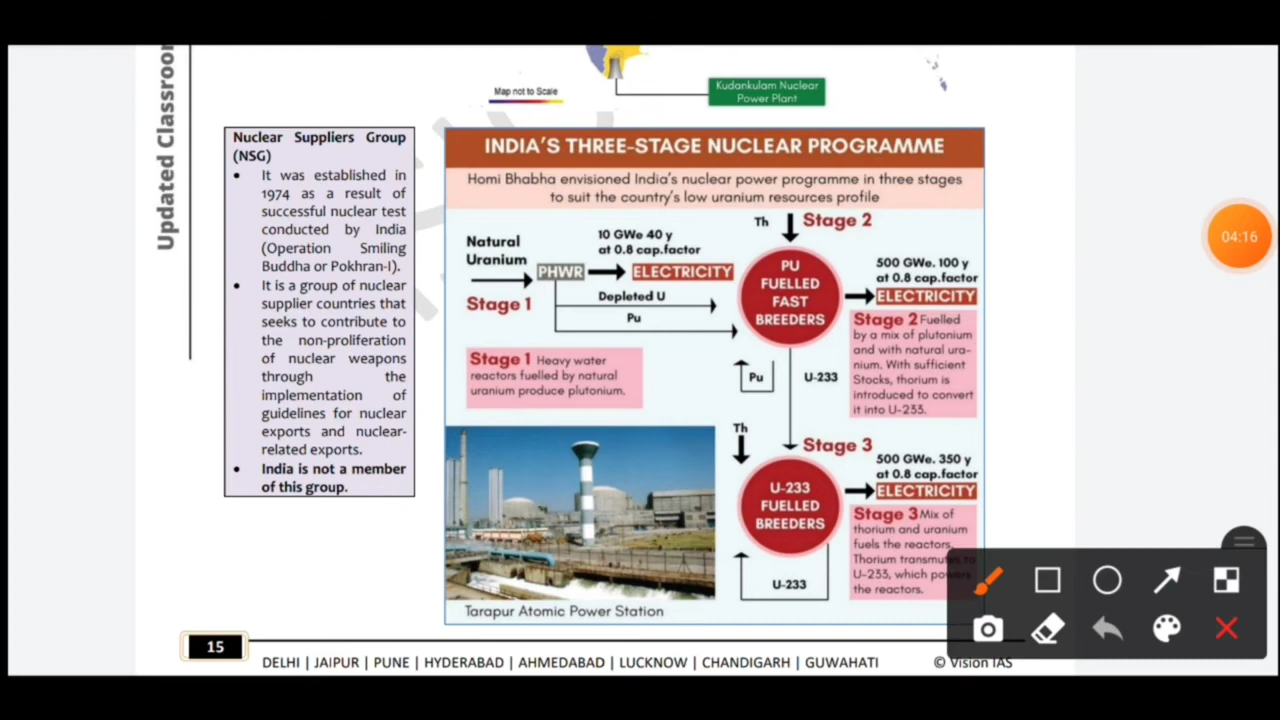 Updated Classroo
Map not to Scale
Kudankulam Nuclear
Power Plant
Nuclear Suppliers Group
(NSG)
• It was established in
1974 as a result of
successful nuclear test
conducted by India
(Operation Smiling
Buddha or Pokhran-I).
• It is a group of nuclear
supplier countries that
seeks to contribute to
the non-proliferation
of nuclear weapons
through the
implementation of
guidelines for nuclear
exports and nuclear-
related exports.
• India is not a member
of this group.
INDIA'S THREE-STAGE NUCLEAR PROGRAMME
Homi Bhabha envisioned India's nuclear power programme in three stages
to suit the country's low uranium resources profile
Natural
Uranium
Stage 1
PHWR
10 GWe 40 y
at 0.8 cap.factor
ELECTRICITY
Depleted U
Pu
Stage 1 Heavy water
reactors fuelled by natural
uranium produce plutonium.
Th
Stage 2
PU
FUELLED
FAST
BREEDERS
500 GWe. 100 y
at 0.8 cap.factor
ELECTRICITY
Stage 2 Fuelled
by a mix of plutonium
and with natural ura-
nium. With sufficient
Stocks, thorium is
introduced to convert
it into U-233.
Pu
U-233
Th
Stage 3
U-233
FUELLED
BREEDERS
500 GWe. 350 y
at 0.8 cap.factor
ELECTRICITY
Stage 3 Mix of
thorium and uranium
fuels the reactors.
Thorium transmutes to
U-233, which powers
the reactors.
U-233
Tarapur Atomic Power Station
15
DELHI | JAIPUR | PUNE | HYDERABAD | AHMEDABAD | LUCKNOW | CHANDIGARH | GUWAHATI
© Vision IAS
04:16